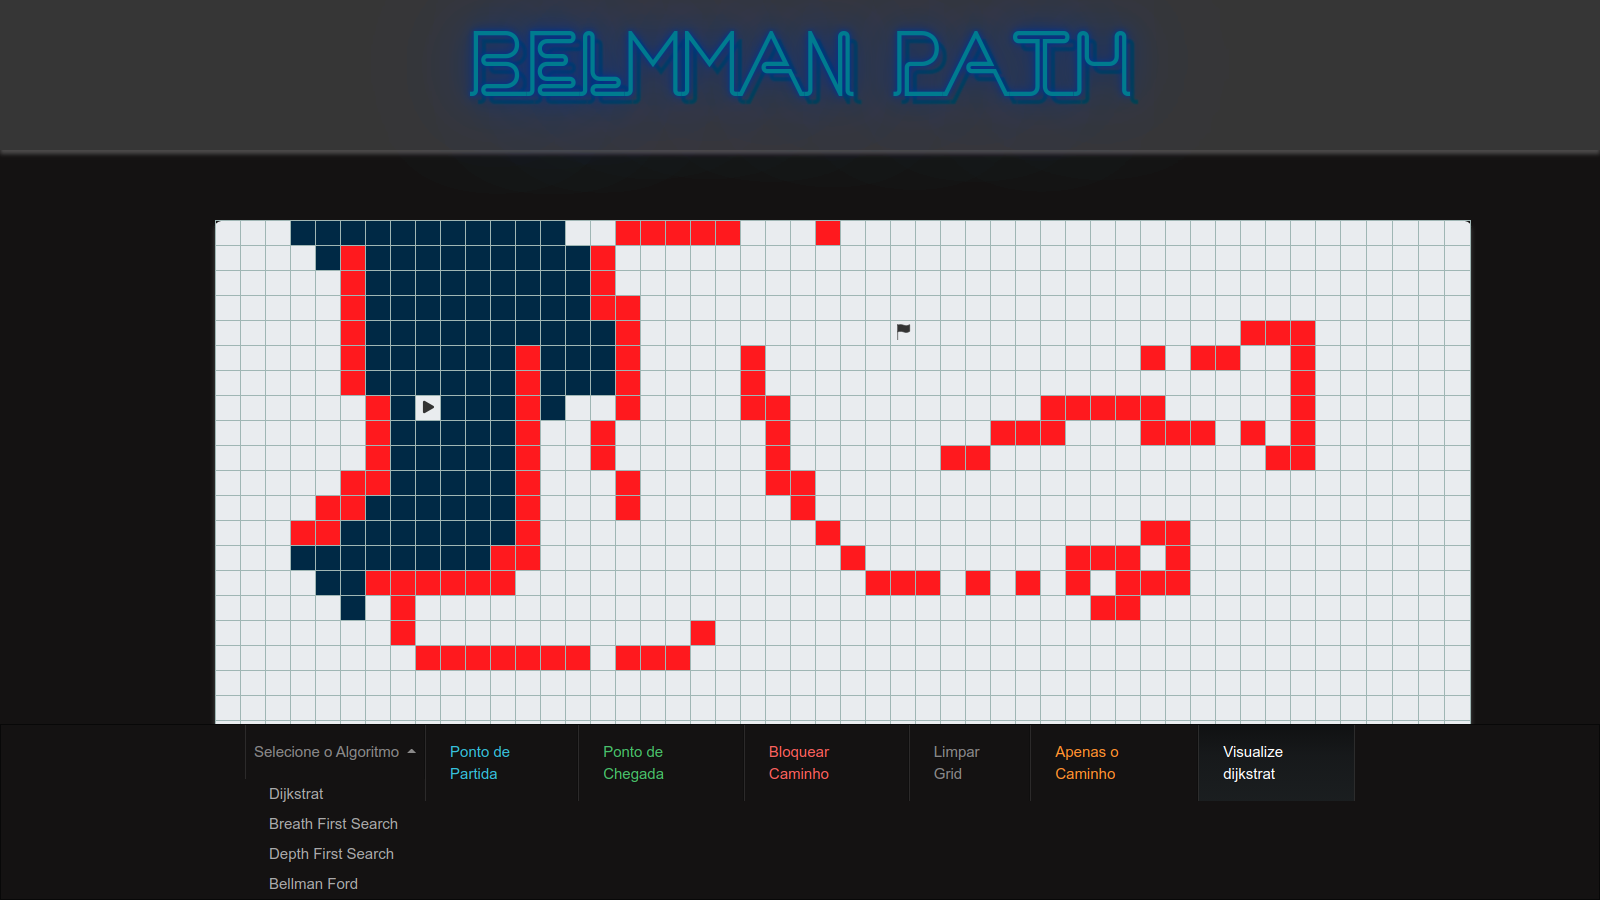 BELMMAN PATH
Selecione o Algoritmo
Ponto de
Partida
Ponto de
Chegada
Bloquear
Caminho
Limpar
Grid
Apenas o
Caminho
Visualize
dijkstrat
Dijkstrat
Breath First Search
Depth First Search
Bellman Ford